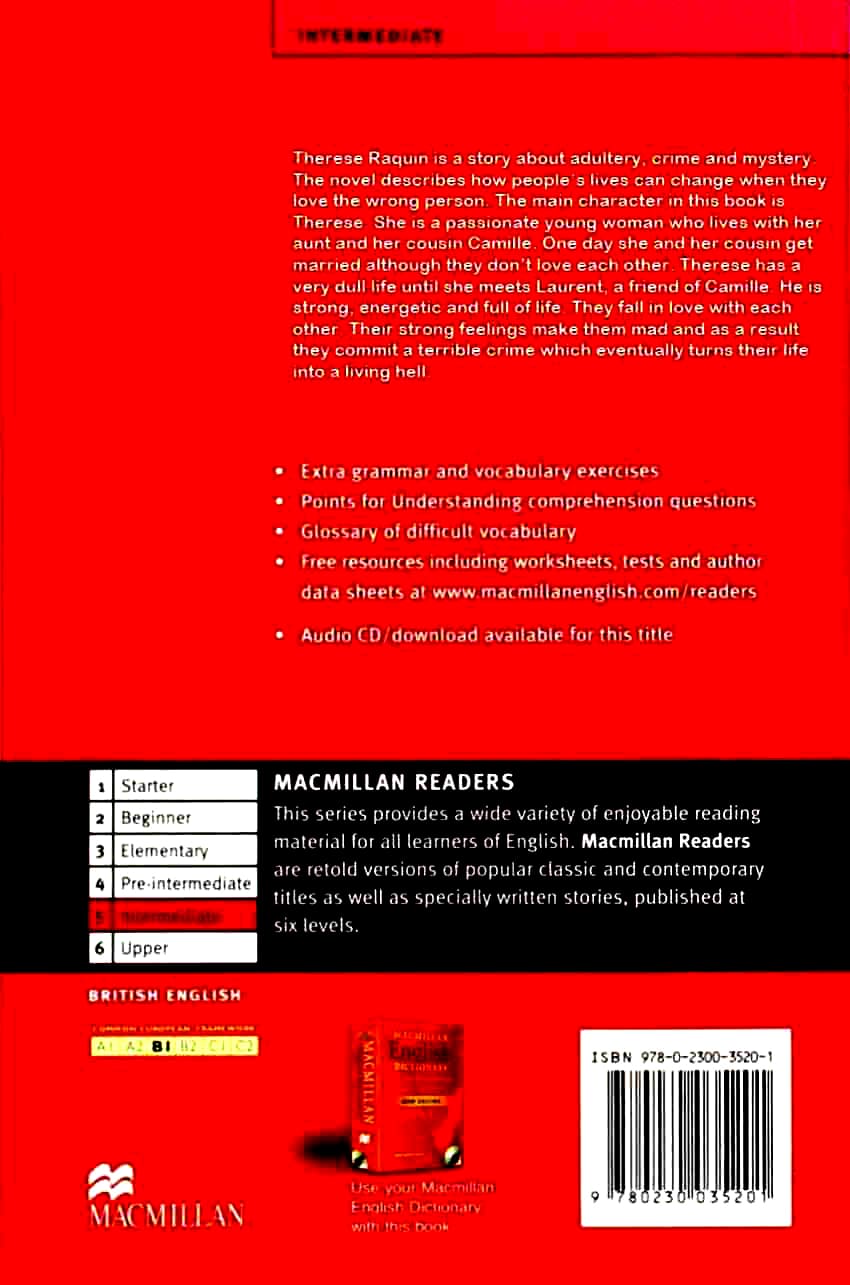 INTERMEDIATE
Therese Raquin is a story about adultery, crime and mystery.
The novel describes how people's lives can change when they
love the wrong person. The main character in this book is
Therese. She is a passionate young woman who lives with her
aunt and her cousin Camille. One day she and her cousin get
married although they don't love each other. Therese has a
very dull life until she meets Laurent, a friend of Camille. He is
strong, energetic and full of life. They fall in love with each
other. Their strong feelings make them mad and as a result
they commit a terrible crime which eventually turns their life
into a living hell.
• Extra grammar and vocabulary exercises
• Points for Understanding comprehension questions
• Glossary of difficult vocabulary
• Free resources including worksheets, tests and author
data sheets at www.macmillanenglish.com/readers
• Audio CD/download available for this title
1 Starter
2 Beginner
3 Elementary
4 Pre-intermediate
5 Intermediate
6 Upper
MACMILLAN READERS
This series provides a wide variety of enjoyable reading
material for all learners of English. Macmillan Readers
are retold versions of popular classic and contemporary
titles as well as specially written stories, published at
six levels.
BRITISH ENGLISH
COMMON EUROPEAN FRAMEWORK
A1 A2 B1 B2 C1 C2
MACMILLAN
MACMILLAN
English
DICTIONARY
Use your Macmillan
English Dictionary
with this book
MACMILLAN
ISBN 978-0-2300-3520-1
9 780230 035201